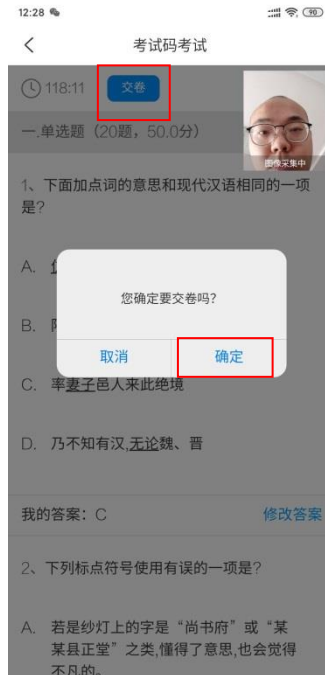 12:28
90
考试码考试
118:11
交卷
一.单选题（20题，50.0分）
图像采集中
1、下面加点词的意思和现代汉语相同的一项
是？
A.
您确定要交卷吗？
B.
取消
确定
C. 率妻子邑人来此绝境
D. 乃不知有汉,无论魏、晋
我的答案：C
修改答案
2、下列标点符号使用有误的一项是？
A. 若是纱灯上的字是“尚书府”或“某
某县正堂”之类,懂得了意思,也会觉得
不凡的。